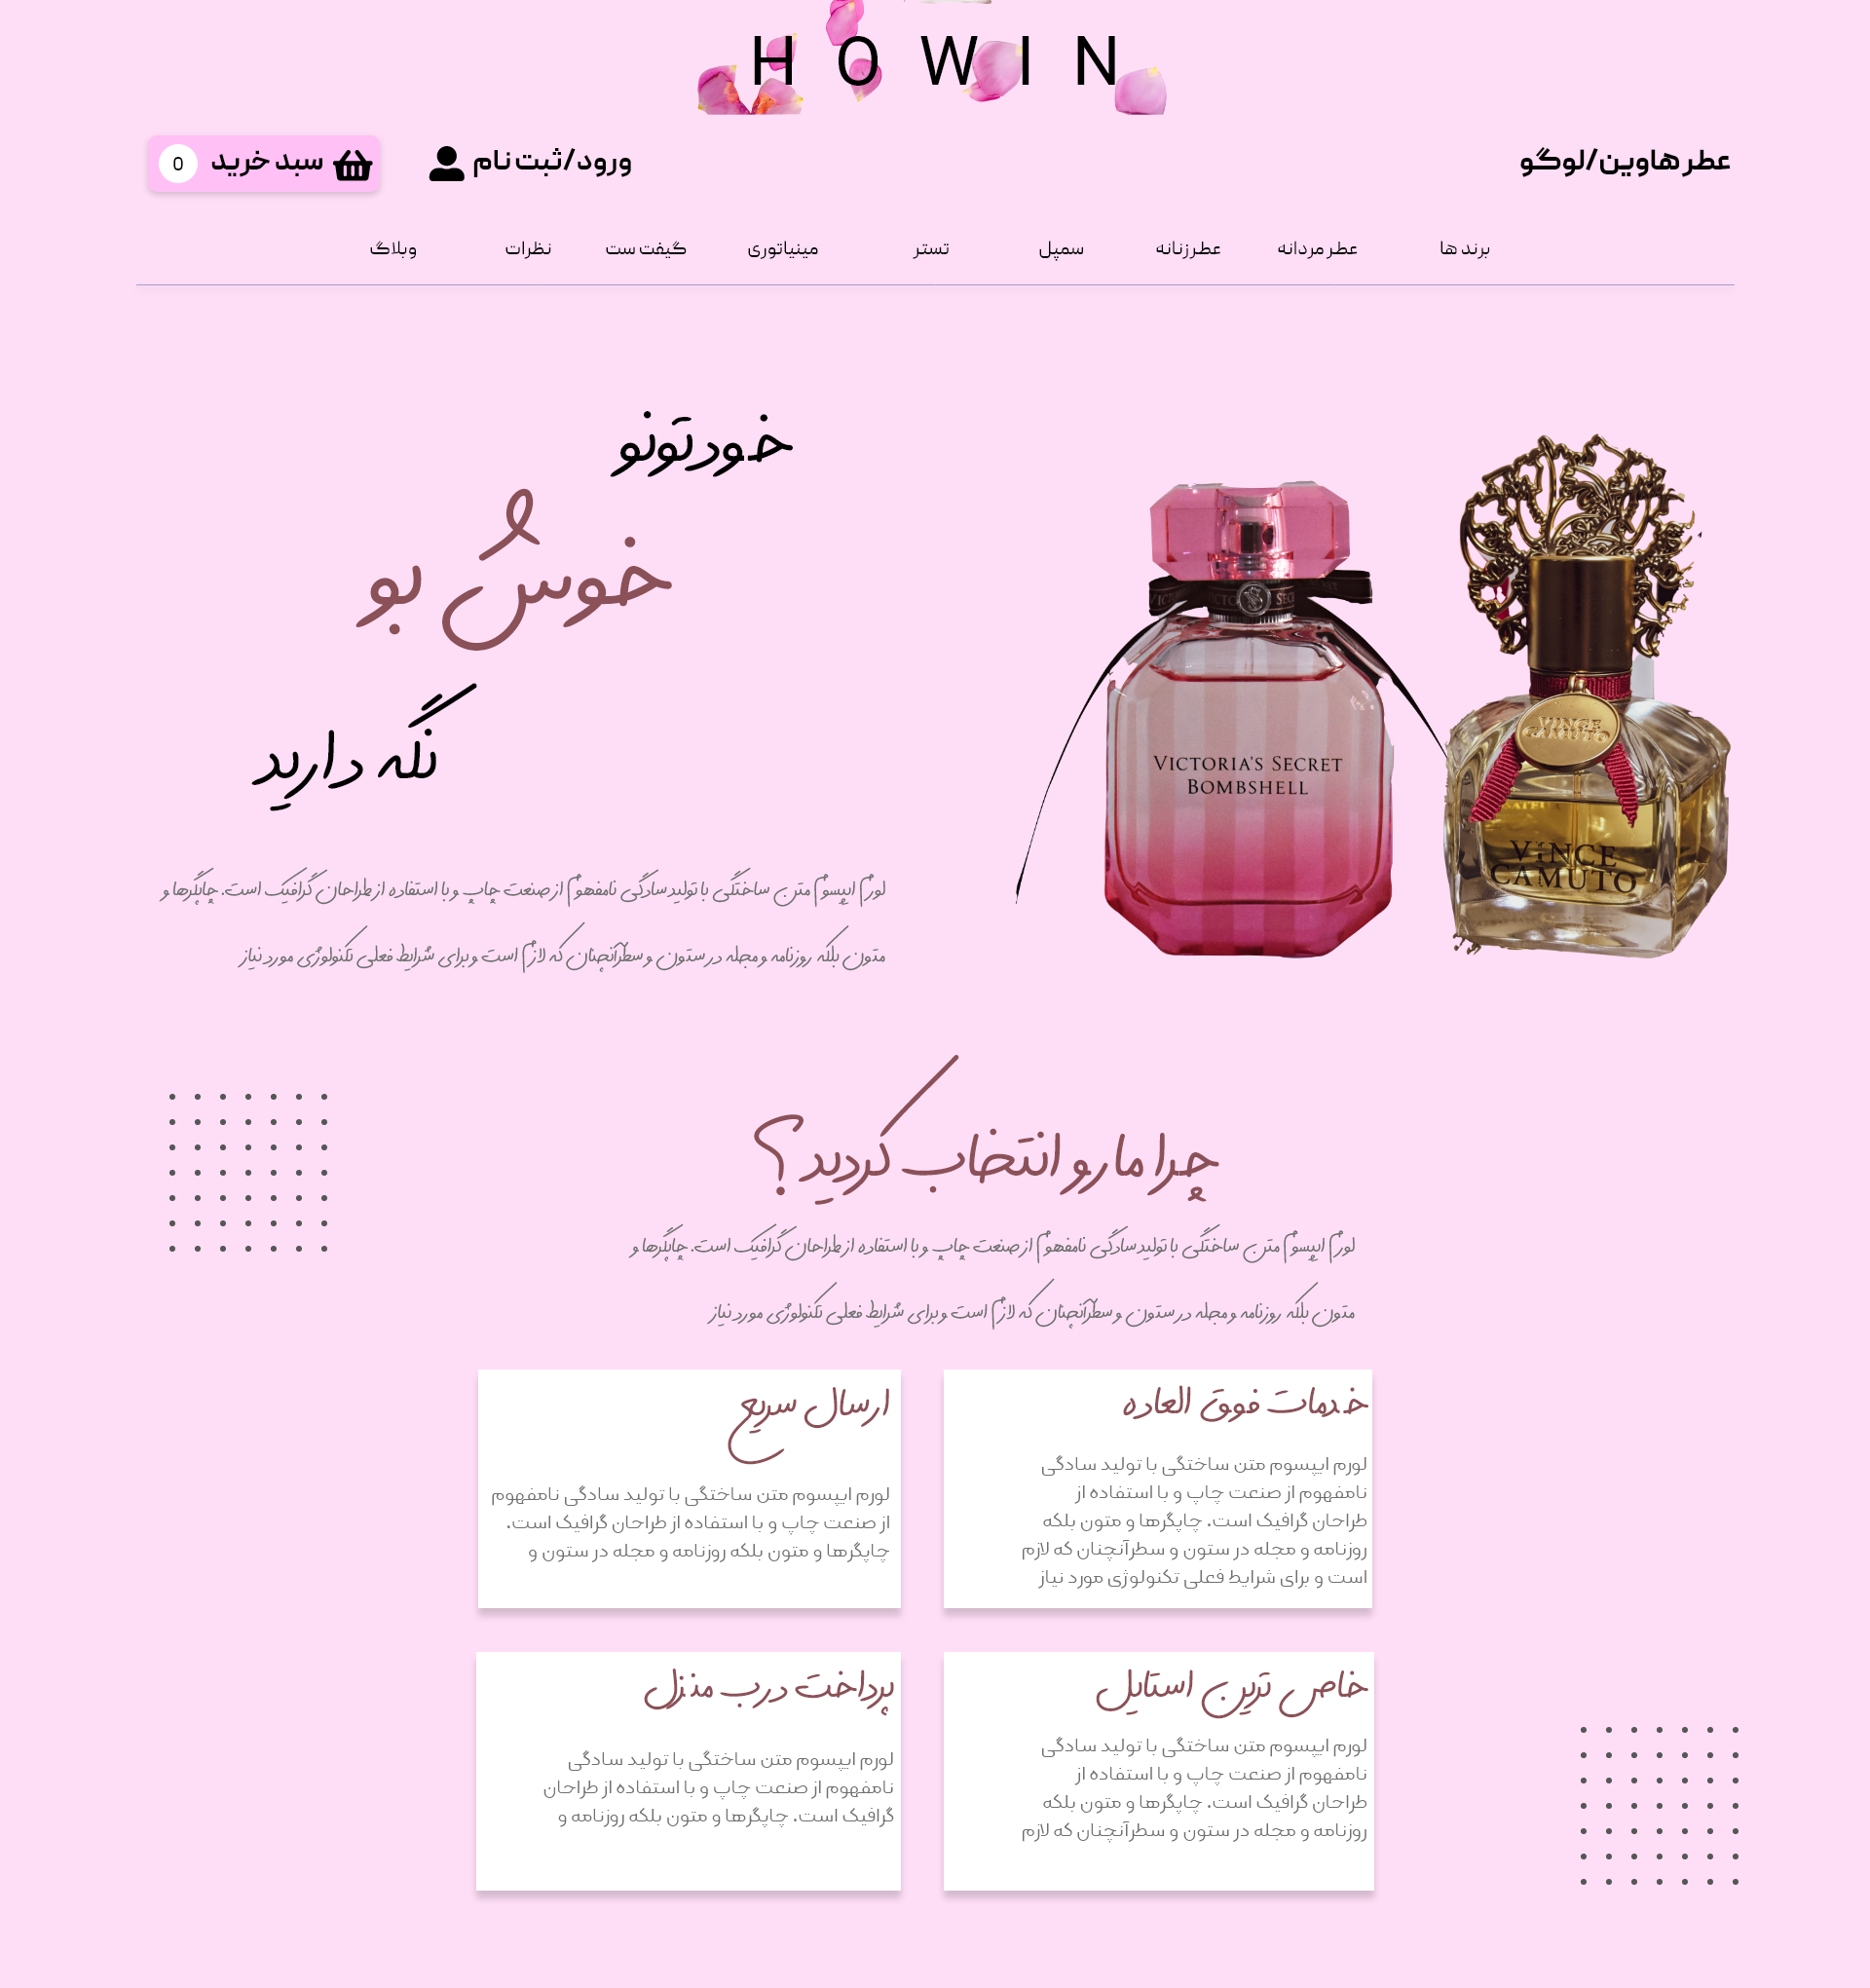 HOWIN
عطر هاوین/لوگو
ورود/ثبت نام
سبد خرید
0
برند ها
عطر مردانه
عطرزنانه
سمپل
تستر
مینیاتوری
گیفت ست
نظرات
وبلاگ
خودتونو
خوش بو
نگه دارید
VICTORIA'S SECRET
BOMBSHELL
VINCE
CAMUTO
VINCE
CAMUTO
لورم ایپسوم متن ساختگی با تولید سادگی نامفهوم از صنعت چاپ و با استفاده از طراحان گرافیک است. چاپگرها و
متون بلکه روزنامه و مجله در ستون و سطرآنچنان که لازم است و برای شرایط فعلی تکنولوژی مورد نیاز
چرا مارو انتخاب کردید؟
لورم ایپسوم متن ساختگی با تولید سادگی نامفهوم از صنعت چاپ و با استفاده از طراحان گرافیک است. چاپگرها و
متون بلکه روزنامه و مجله در ستون و سطرآنچنان که لازم است و برای شرایط فعلی تکنولوژی مورد نیاز
خدمات فوق العاده
لورم ایپسوم متن ساختگی با تولید سادگی
نامفهوم از صنعت چاپ و با استفاده از
طراحان گرافیک است. چاپگرها و متون بلکه
روزنامه و مجله در ستون و سطرآنچنان که لازم
است و برای شرایط فعلی تکنولوژی مورد نیاز
ارسال سریع
لورم ایپسوم متن ساختگی با تولید سادگی نامفهوم
از صنعت چاپ و با استفاده از طراحان گرافیک است.
چاپگرها و متون بلکه روزنامه و مجله در ستون و
خاص ترین استایل
لورم ایپسوم متن ساختگی با تولید سادگی
نامفهوم از صنعت چاپ و با استفاده از
طراحان گرافیک است. چاپگرها و متون بلکه
روزنامه و مجله در ستون و سطرآنچنان که لازم
پرداخت درب منزل
لورم ایپسوم متن ساختگی با تولید سادگی
نامفهوم از صنعت چاپ و با استفاده از طراحان
گرافیک است. چاپگرها و متون بلکه روزنامه و